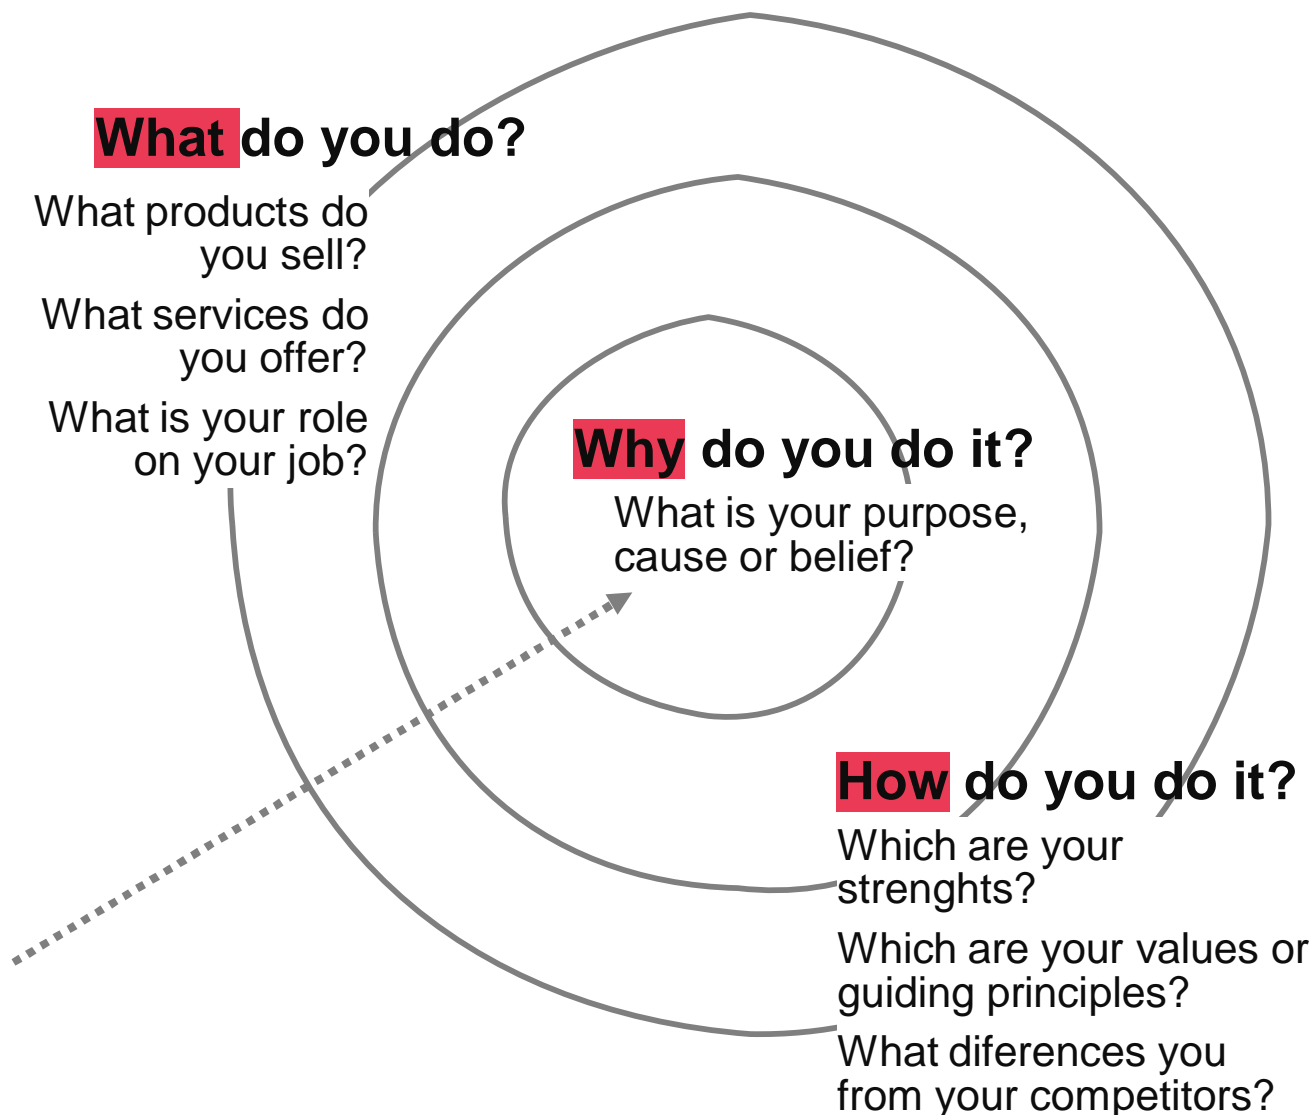 What do you do?
What products do
you sell?
What services do
you offer?
What is your role
on your job?
Why do you do it?
What is your purpose,
cause or belief?
How do you do it?
Which are your
strenghts?
Which are your values or
guiding principles?
What diferences you
from your competitors?